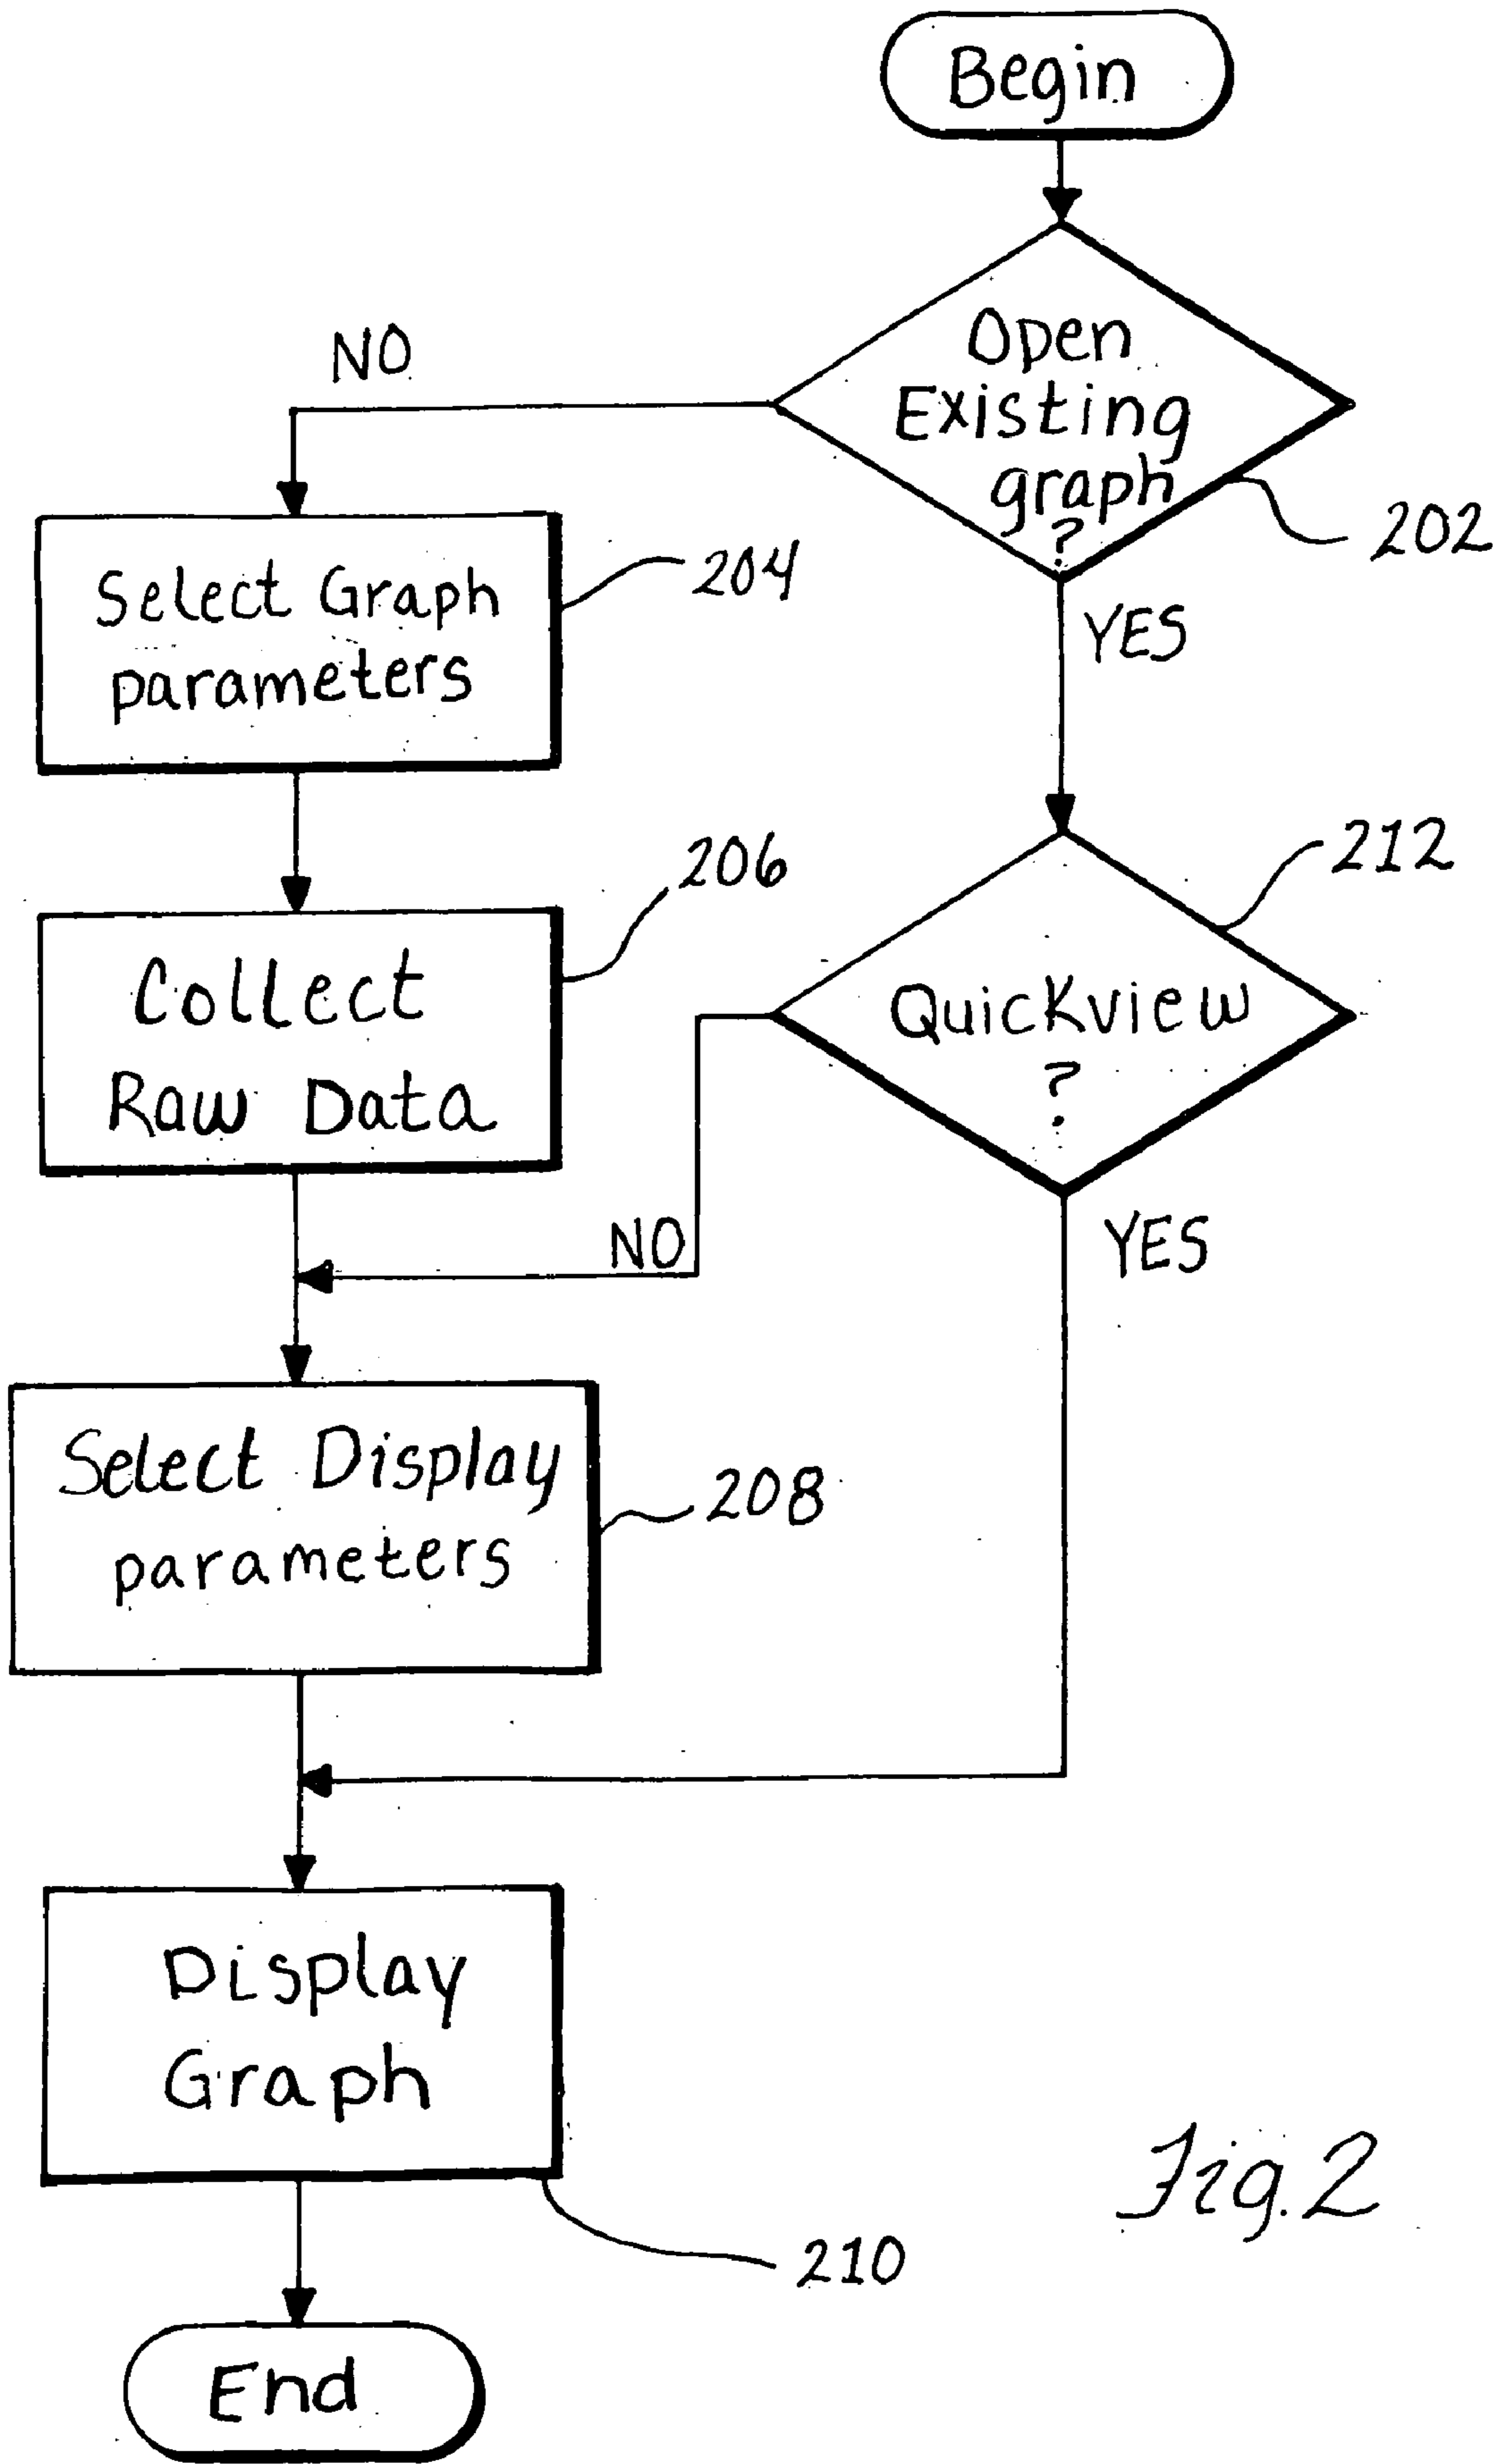 Begin
Open
Existing
graph
?
202
NO
YES
Select Graph
parameters
204
Collect
Raw Data
206
Quickview
?
212
NO
YES
Select Display
parameters
208
Display
Graph
210
End
Fig. 2